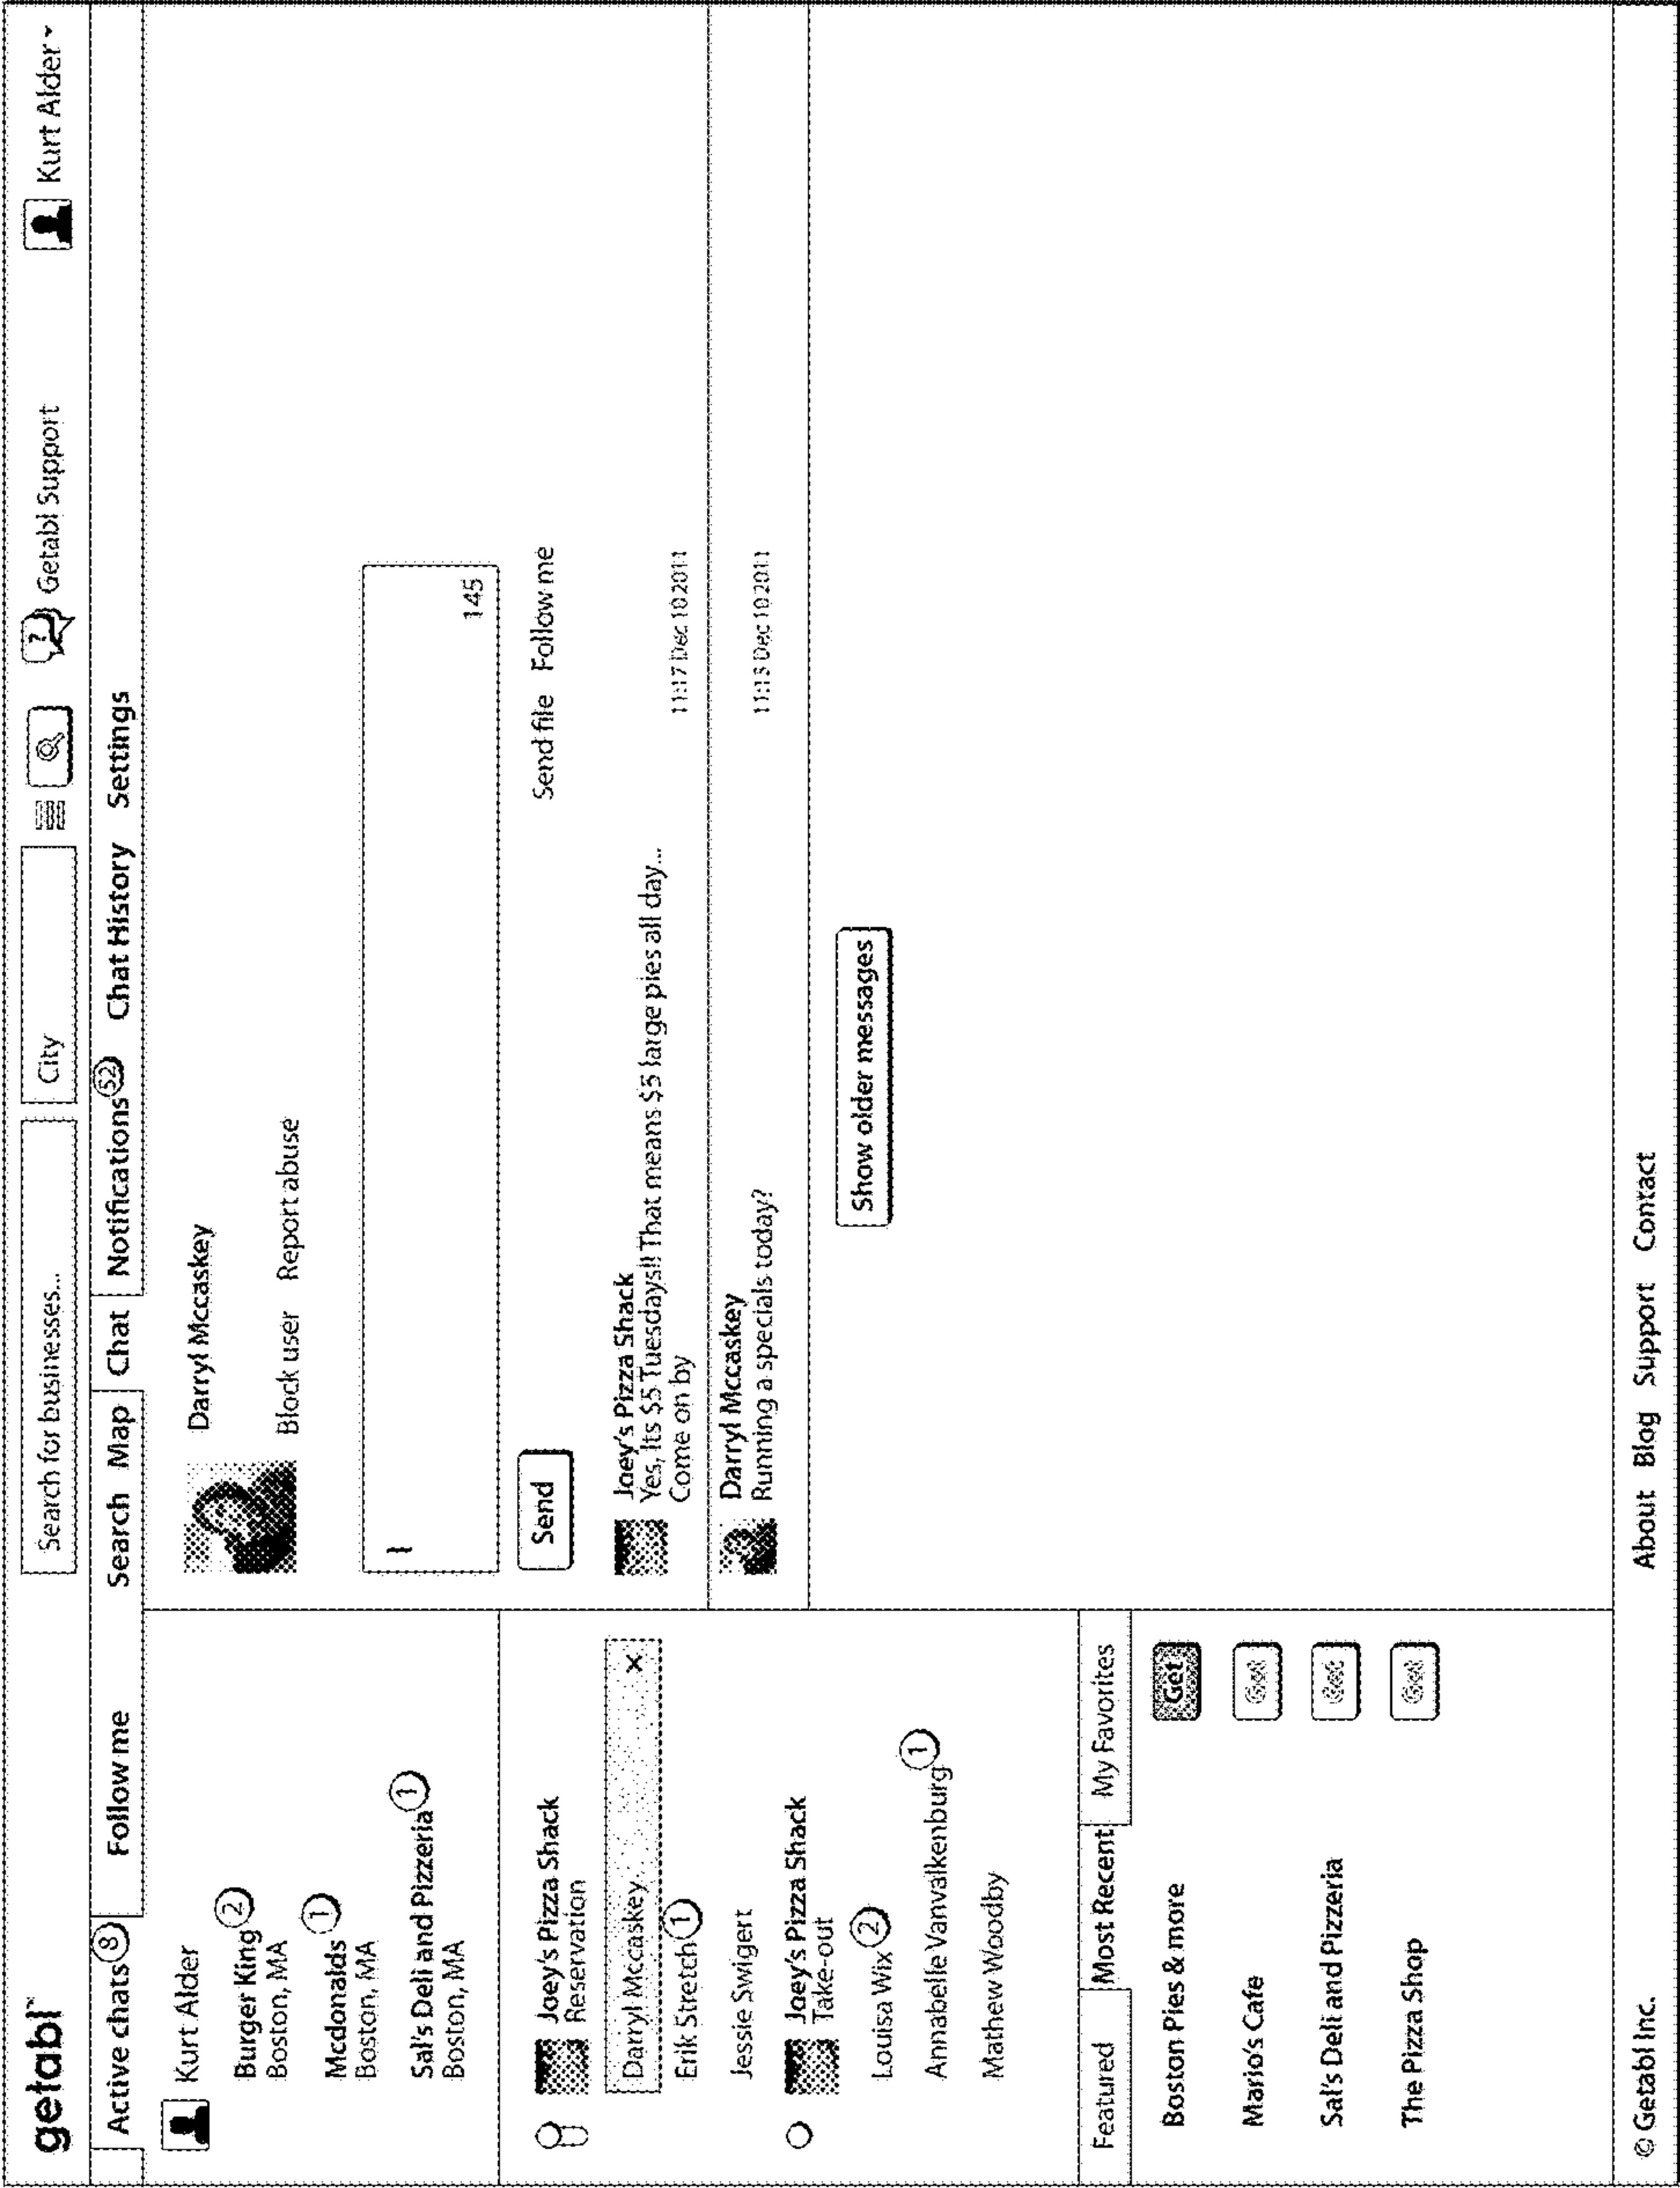 getabl™
Search for businesses...
City
Getabl Support
Kurt Alder
Active chats 8
Follow me
Search Map Chat Notifications 52 Chat History Settings
Kurt Alder
Burger King 2
Boston, MA
Mcdonalds 1
Boston, MA
Sal's Deli and Pizzeria 1
Boston, MA
Joey's Pizza Shack
Reservation
Darryl Mccaskey ×
Erik Stretch 1
Jessie Swigert
Joey's Pizza Shack
Take-out
Louisa Wix 2
Annabelle Vanvalkenburg 1
Mathew Woodby
Featured Most Recent My Favorites
Boston Pies & more Get
Mario's Cafe Get
Sal's Deli and Pizzeria Get
The Pizza Shop Get
Darryl Mccaskey
Block user Report abuse
145
Send
Send file Follow me
Joey's Pizza Shack
Yes, Its $5 Tuesdays!! That means $5 large pies all day...
Come on by
11:17 Dec 10 2011
Darryl Mccaskey
Running a specials today?
11:13 Dec 10 2011
Show older messages
© Getabl Inc.
About Blog Support Contact